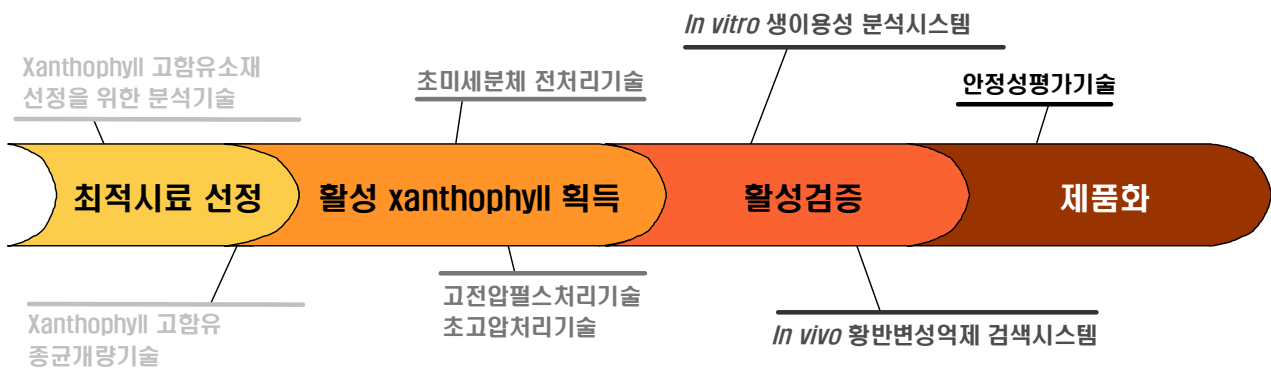 In vitro 생이용성 분석시스템
Xanthophyll 고함유소재
선정을 위한 분석기술
초미세분체 전처리기술
안정성평가기술
최적시료 선정
활성 xanthophyll 획득
활성검증
제품화
Xanthophyll 고함유
종균개량기술
고전압펄스처리기술
초고압처리기술
In vivo 황반변성억제 검색시스템